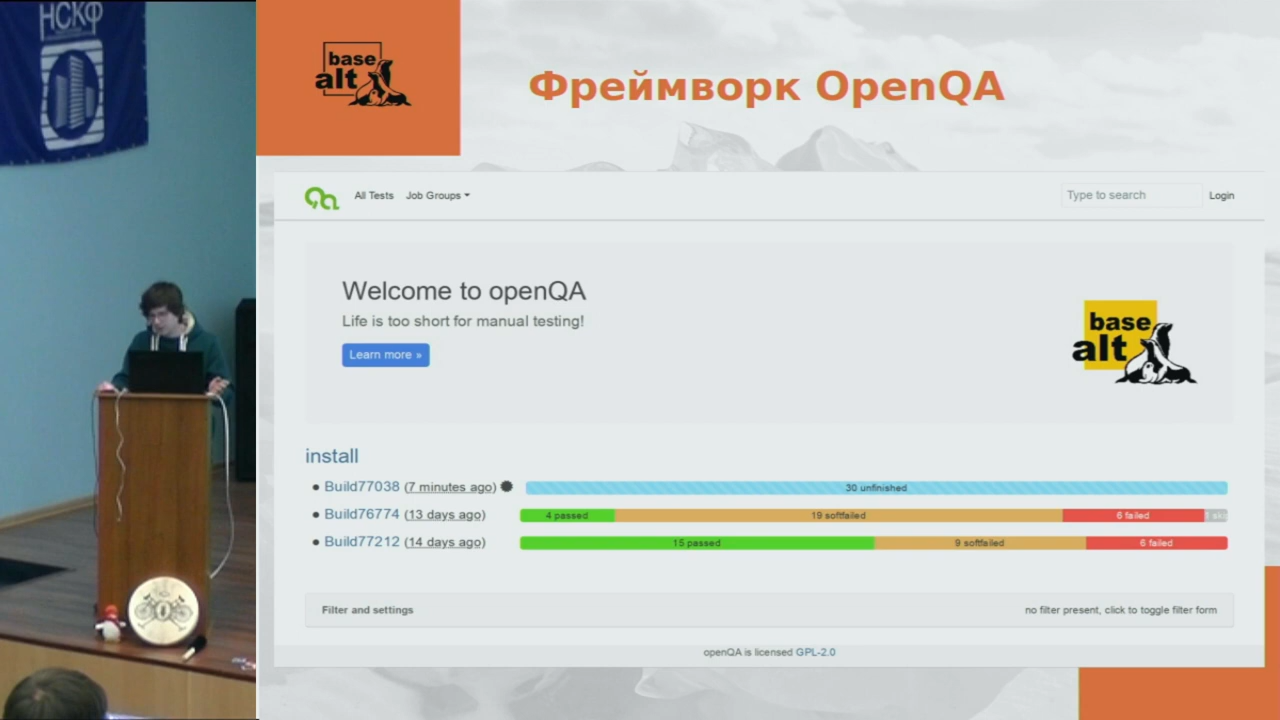 НСКФ
base
alt
Фреймворк OpenQA
All Tests Job Groups Type to search Login
Welcome to openQA
Life is too short for manual testing!
Learn more »
base
alt
install
Build77038 (7 minutes ago) 30 unfinished
Build76774 (13 days ago) 4 passed 19 softfailed 6 failed
Build77212 (14 days ago) 15 passed 9 softfailed 6 failed
Filter and settings no filter present, click to toggle filter form
openQA is licensed GPL-2.0